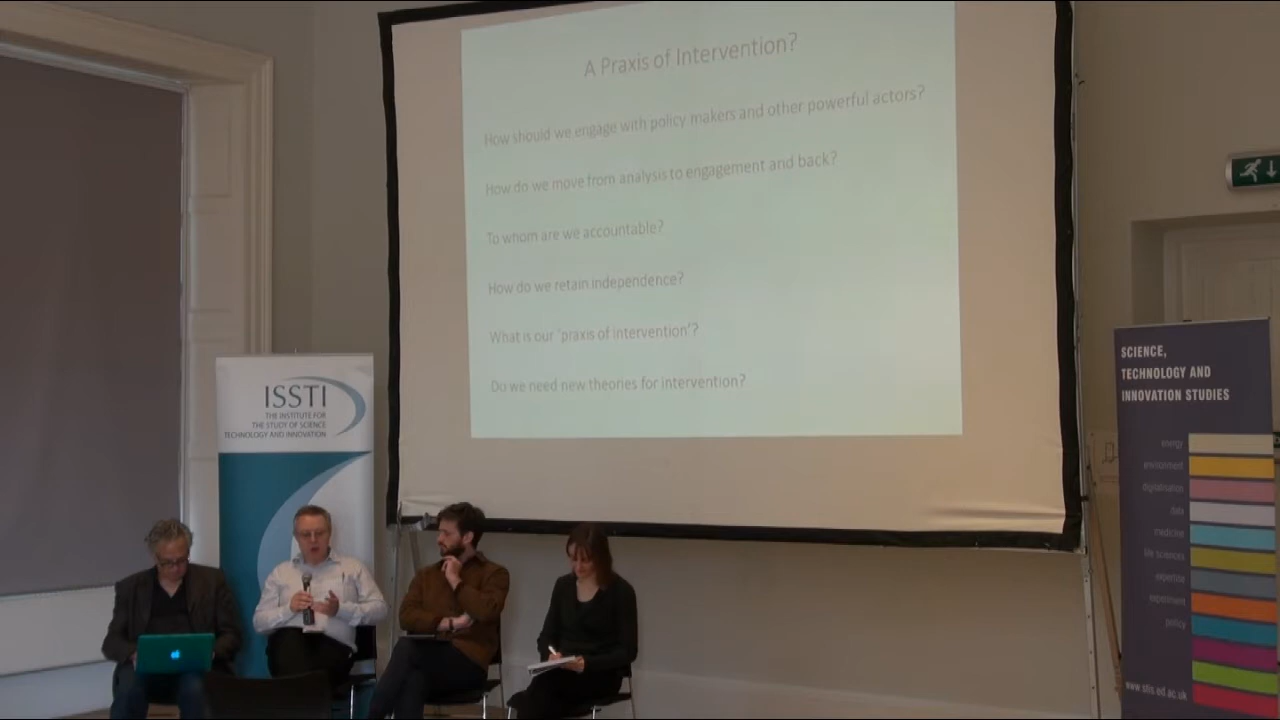 A Praxis of Intervention?
How should we engage with policy makers and other powerful actors?
How do we move from analysis to engagement and back?
To whom are we accountable?
How do we retain independence?
What is our 'praxis of intervention'?
Do we need new theories for intervention?
ISSTI
THE INSTITUTE FOR
THE STUDY OF SCIENCE
TECHNOLOGY AND INNOVATION
SCIENCE,
TECHNOLOGY AND
INNOVATION STUDIES
energy
environment
digitalisation
data
medicine
life sciences
expertise
experiment
policy
www.stis.ed.ac.uk